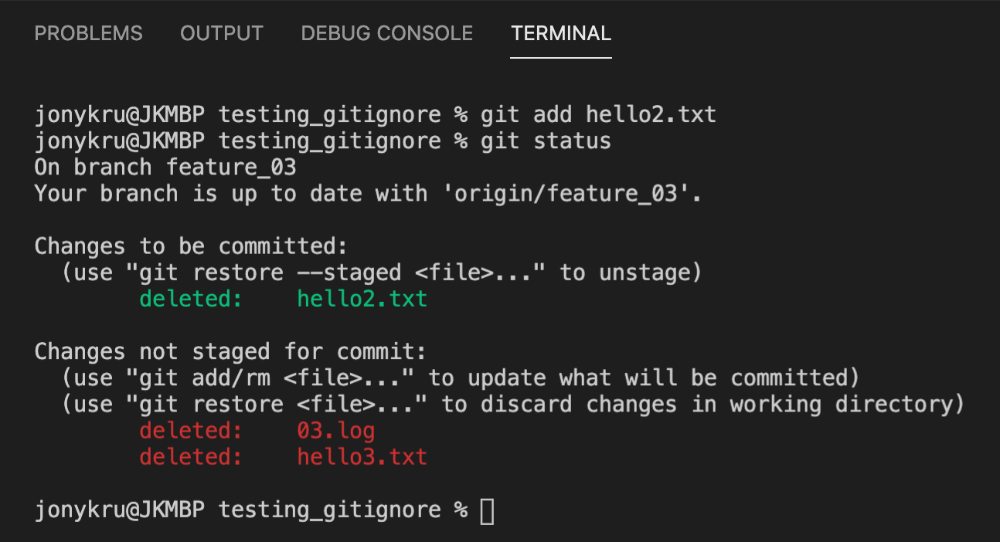 PROBLEMS OUTPUT DEBUG CONSOLE TERMINAL
jonykru@JKMBP testing_gitignore % git add hello2.txt
jonykru@JKMBP testing_gitignore % git status
On branch feature_03
Your branch is up to date with 'origin/feature_03'.
Changes to be committed:
  (use "git restore --staged <file>..." to unstage)
        deleted:    hello2.txt
Changes not staged for commit:
  (use "git add/rm <file>..." to update what will be committed)
  (use "git restore <file>..." to discard changes in working directory)
        deleted:    03.log
        deleted:    hello3.txt
jonykru@JKMBP testing_gitignore %